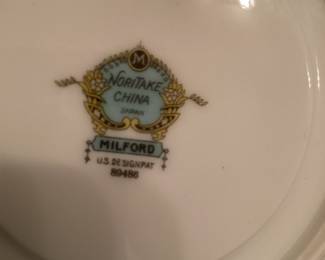 M
NORITAKE
CHINA
JAPAN
MILFORD
U.S. DESIGN PAT
89486